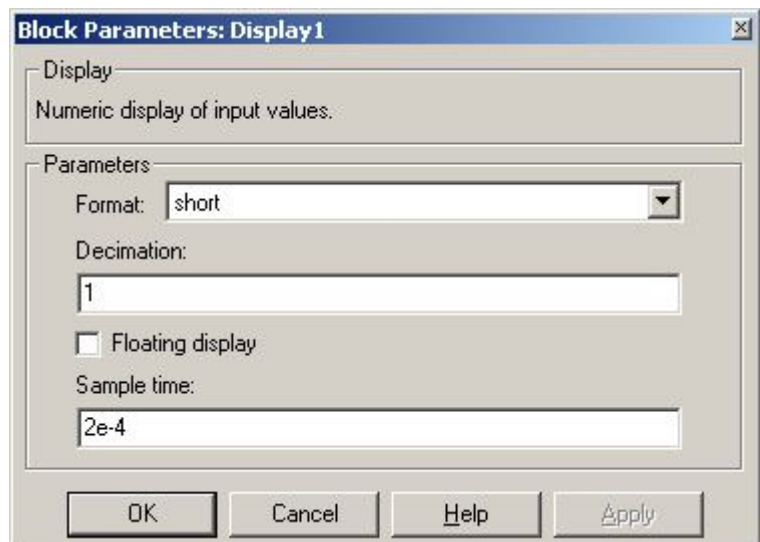 Block Parameters: Display1
Display
Numeric display of input values.
Parameters
Format: short
Decimation:
1
Floating display
Sample time:
2e-4
OK Cancel Help Apply